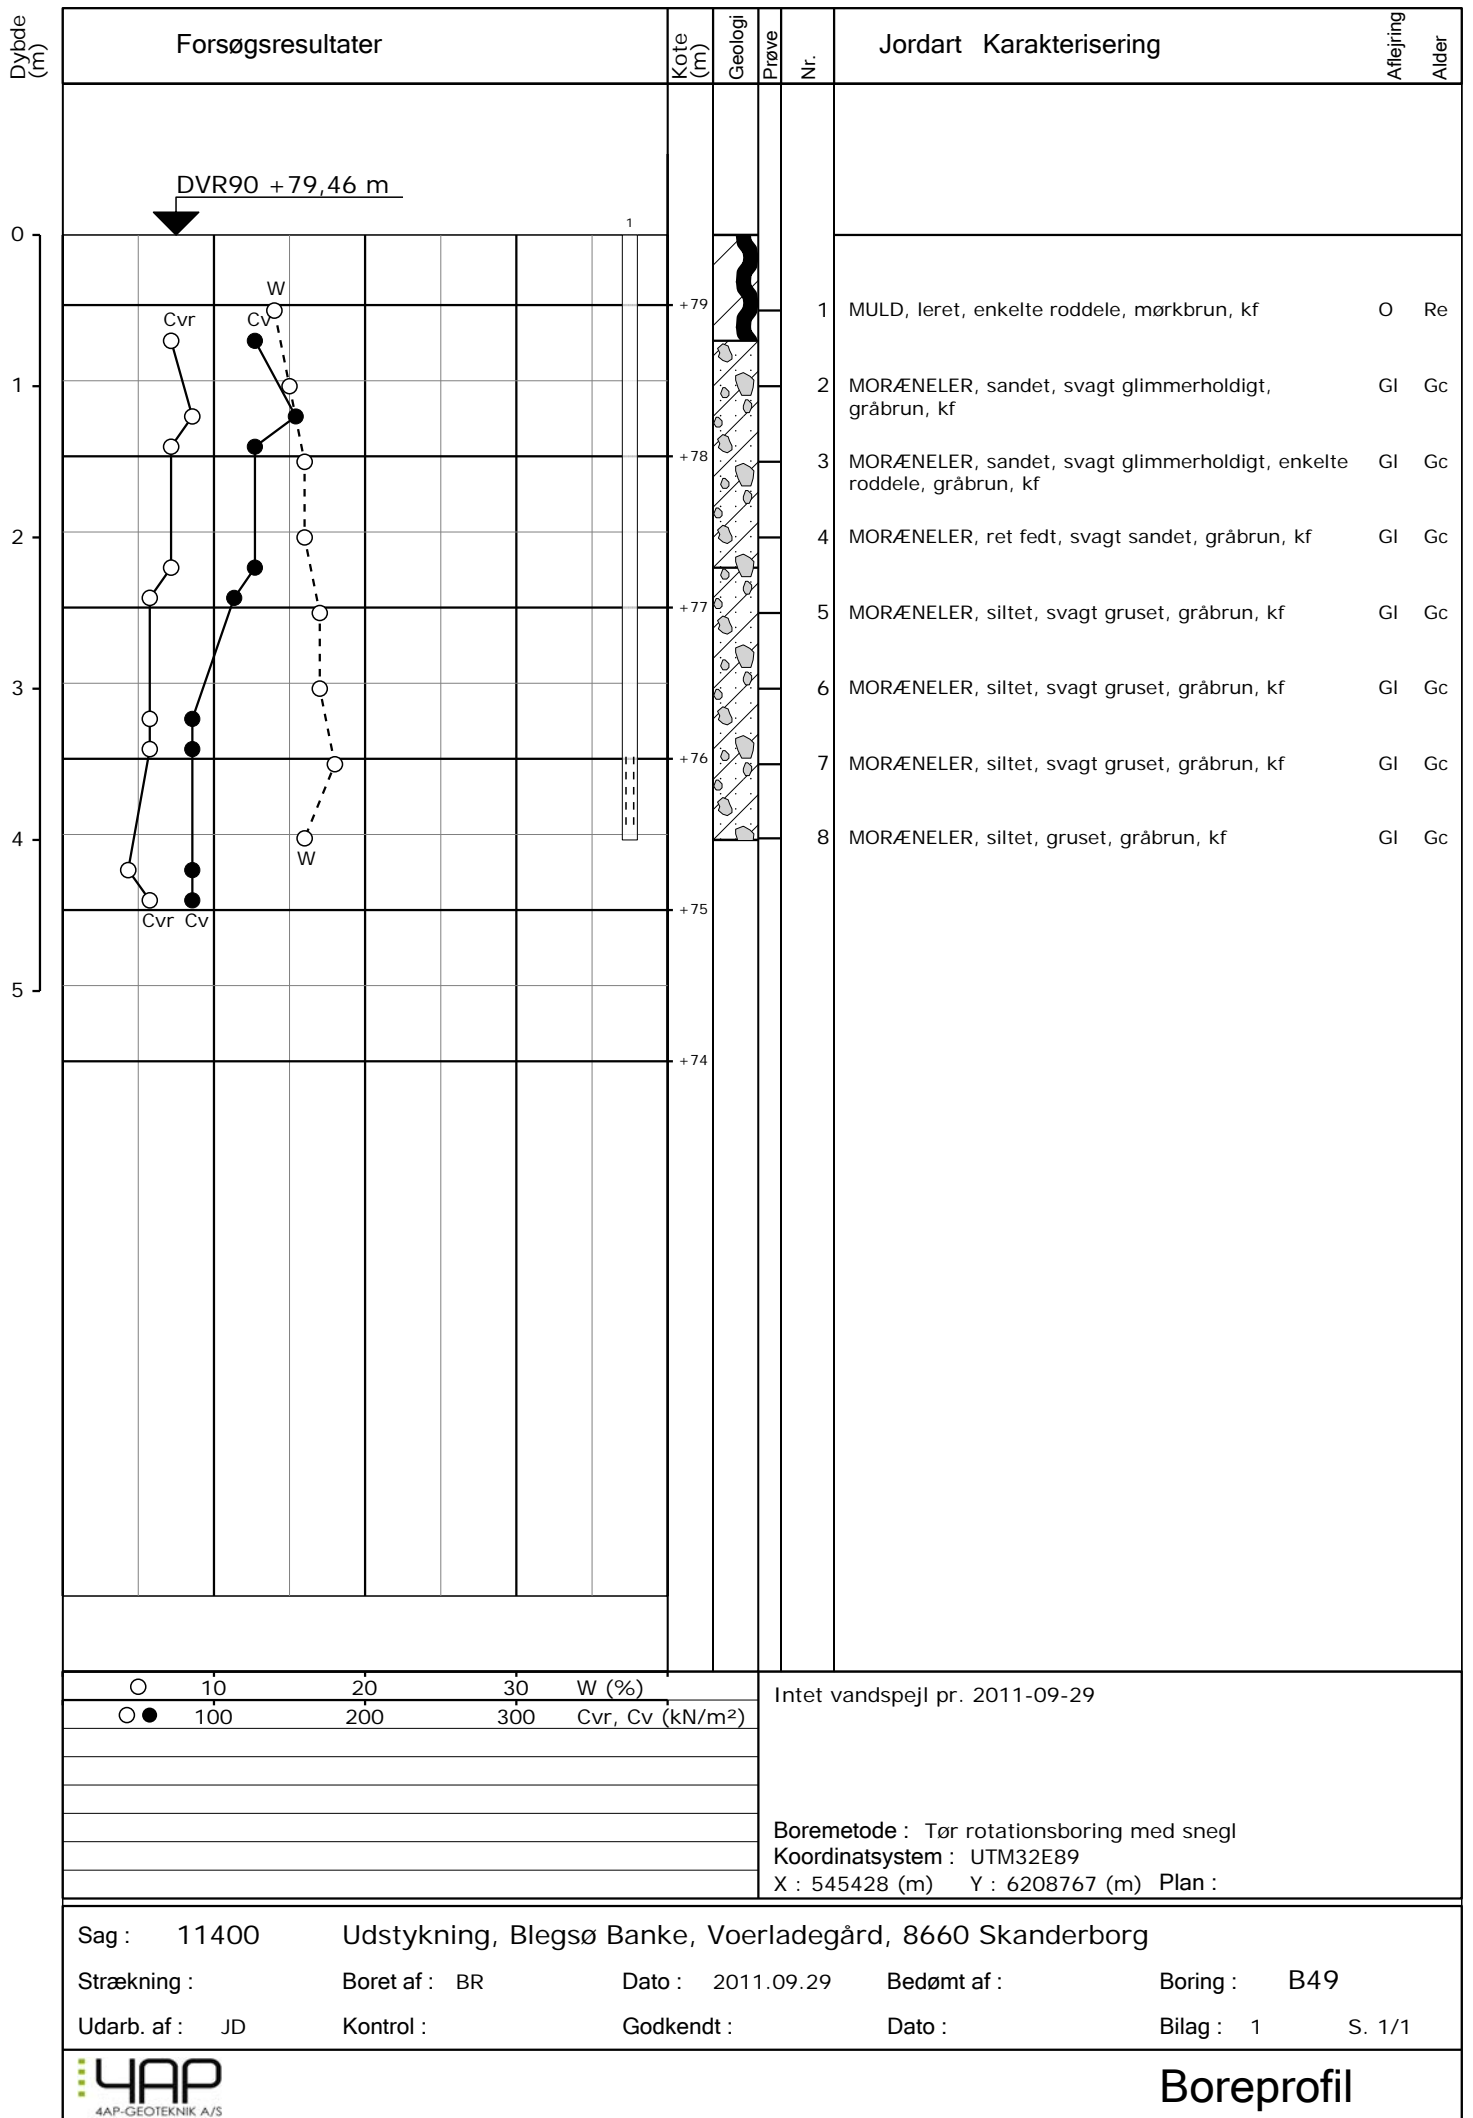 Dybde (m)
Forsøgsresultater
Kote (m)
Geologi
Prøve
Nr.
Jordart Karakterisering
Aflejring
Alder
DVR90 +79,46 m
1
0
W
Cvr
Cv
+79
1 MULD, leret, enkelte roddele, mørkbrun, kf O Re
1
2 MORÆNELER, sandet, svagt glimmerholdigt, Gl Gc
gråbrun, kf
+78
3 MORÆNELER, sandet, svagt glimmerholdigt, enkelte Gl Gc
roddele, gråbrun, kf
2
4 MORÆNELER, ret fedt, svagt sandet, gråbrun, kf Gl Gc
+77
5 MORÆNELER, siltet, svagt gruset, gråbrun, kf Gl Gc
3
6 MORÆNELER, siltet, svagt gruset, gråbrun, kf Gl Gc
+76
7 MORÆNELER, siltet, svagt gruset, gråbrun, kf Gl Gc
4
W
8 MORÆNELER, siltet, gruset, gråbrun, kf Gl Gc
Cvr Cv
+75
5
+74
10 20 30 W (%)
100 200 300 Cvr, Cv (kN/m²)
Intet vandspejl pr. 2011-09-29
Boremetode : Tør rotationsboring med snegl
Koordinatsystem : UTM32E89
X : 545428 (m) Y : 6208767 (m) Plan :
Sag : 11400 Udstykning, Blegsø Banke, Voerladegård, 8660 Skanderborg
Strækning : Boret af : BR Dato : 2011.09.29 Bedømt af : Boring : B49
Udarb. af : JD Kontrol : Godkendt : Dato : Bilag : 1 S. 1/1
4AP
4AP-GEOTEKNIK A/S
Boreprofil